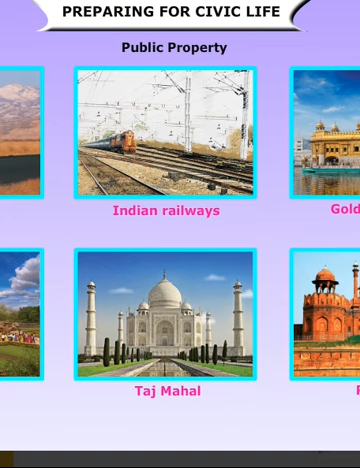 PREPARING FOR CIVIC LIFE
Public Property
Indian railways
Gold
Taj Mahal